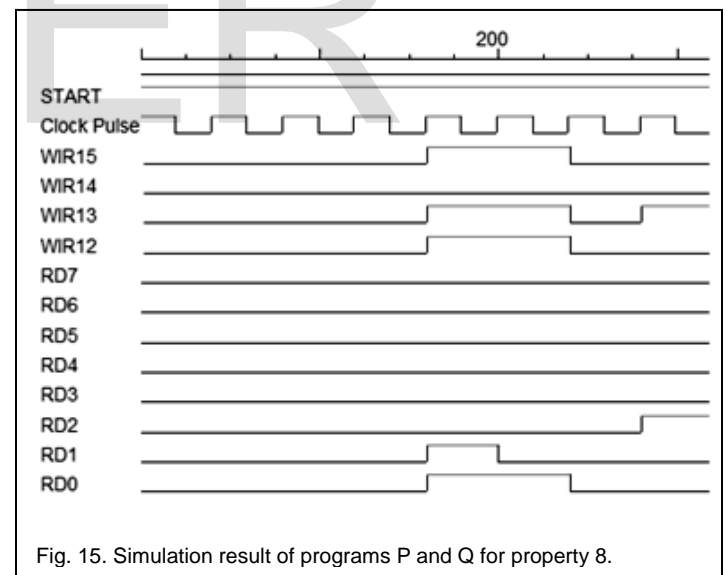 ER
200
START
Clock Pulse
WIR15
WIR14
WIR13
WIR12
RD7
RD6
RD5
RD4
RD3
RD2
RD1
RD0
Fig. 15. Simulation result of programs P and Q for property 8.